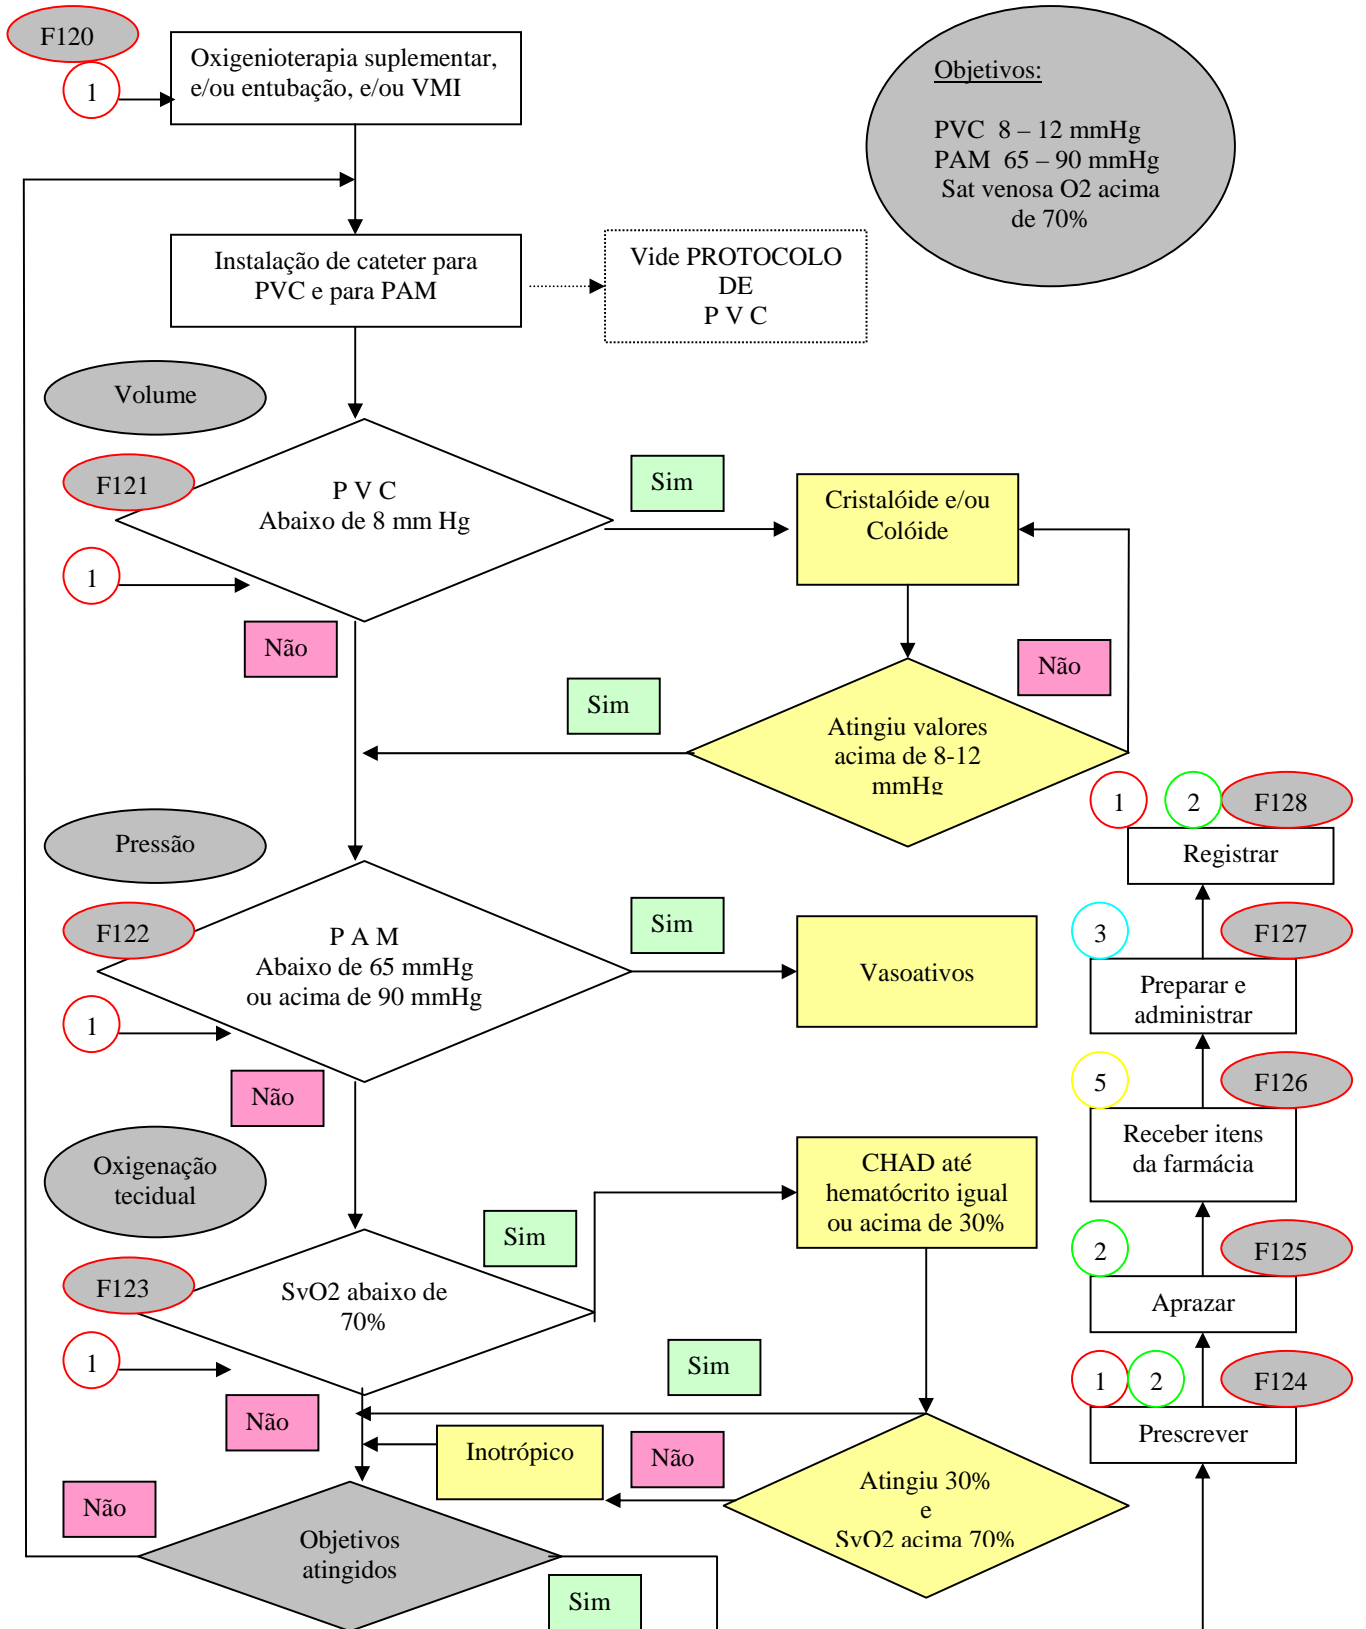 F120
1
Oxigenioterapia suplementar,
e/ou entubação, e/ou VMI
Objetivos:
PVC 8 – 12 mmHg
PAM 65 – 90 mmHg
Sat venosa O2 acima
de 70%
Instalação de cateter para
PVC e para PAM
Vide PROTOCOLO
DE
P V C
Volume
F121
1
P V C
Abaixo de 8 mm Hg
Sim
Cristalóide e/ou
Colóide
Não
Não
Sim
Atingiu valores
acima de 8-12
mmHg
Pressão
F122
1
P A M
Abaixo de 65 mmHg
ou acima de 90 mmHg
Sim
Vasoativos
Não
Oxigenação
tecidual
F123
1
SvO2 abaixo de
70%
Sim
CHAD até
hematócrito igual
ou acima de 30%
Sim
Não
Inotrópico
Não
Atingiu 30%
e
SvO2 acima 70%
Não
Objetivos
atingidos
Sim
1
2
F128
Registrar
3
F127
Preparar e
administrar
5
F126
Receber itens
da farmácia
2
F125
Aprazar
1
2
F124
Prescrever